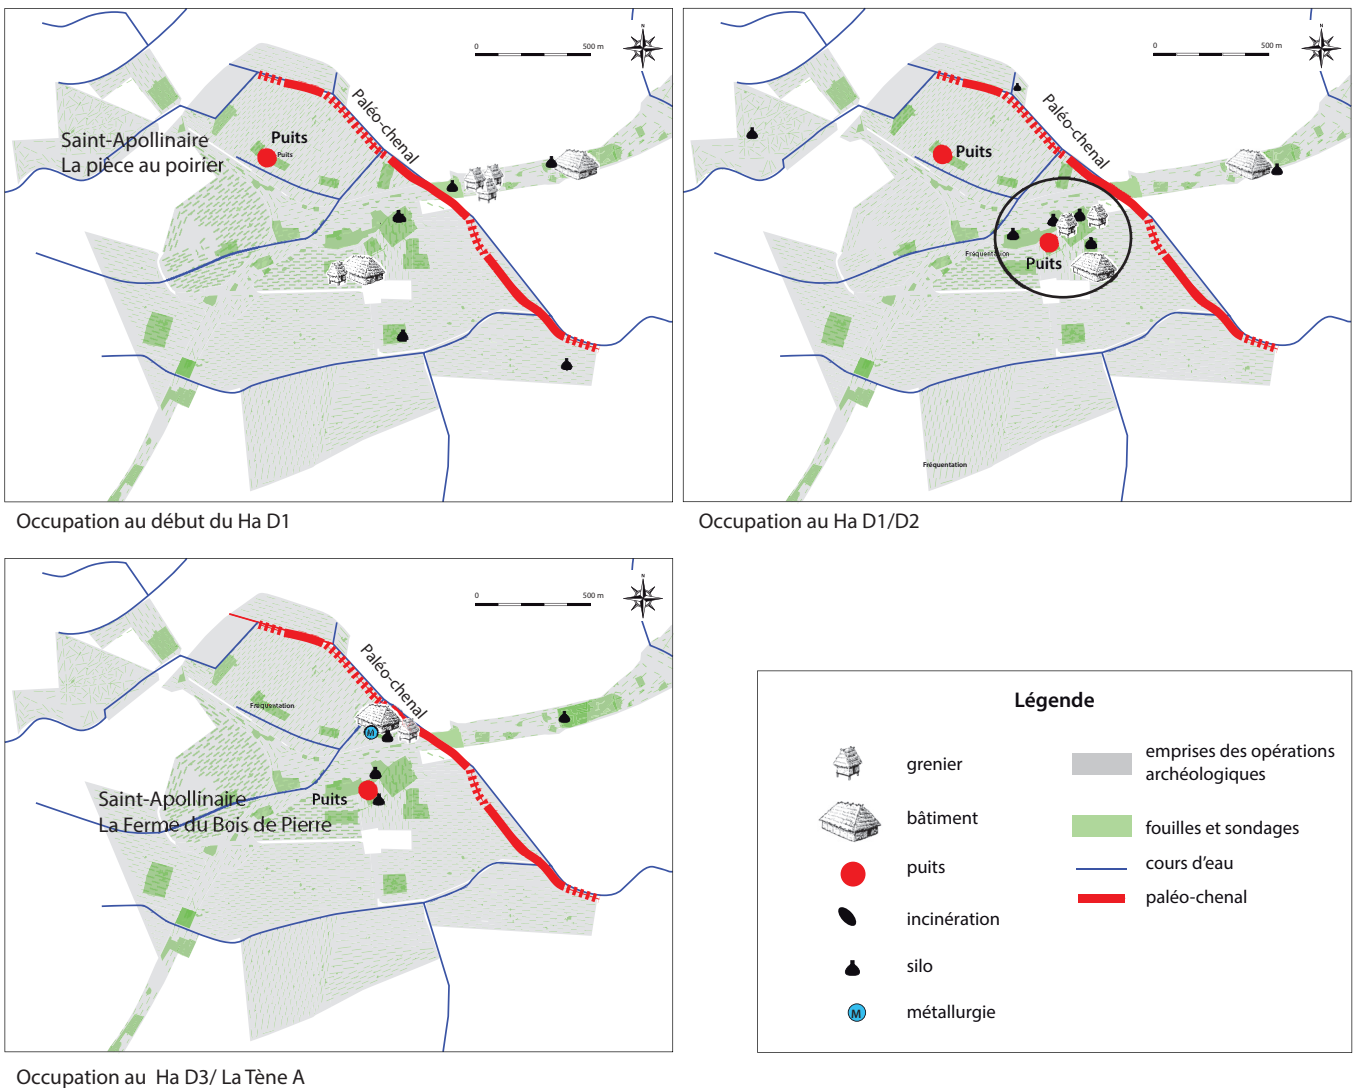 0 500 m
N
Paléo-chenal
Saint-Apollinaire
La pièce au poirier
Puits
Puits
Occupation au début du Ha D1
0 500 m
N
Paléo-chenal
Puits
Fréquentation
Puits
Fréquentation
Occupation au Ha D1/D2
0 500 m
N
Paléo-chenal
Fréquentation
M
Saint-Apollinaire
Puits
La Ferme du Bois de Pierre
Occupation au Ha D3/ La Tène A
Légende
grenier
bâtiment
puits
incinération
silo
M
métallurgie
emprises des opérations
archéologiques
fouilles et sondages
cours d'eau
paléo-chenal